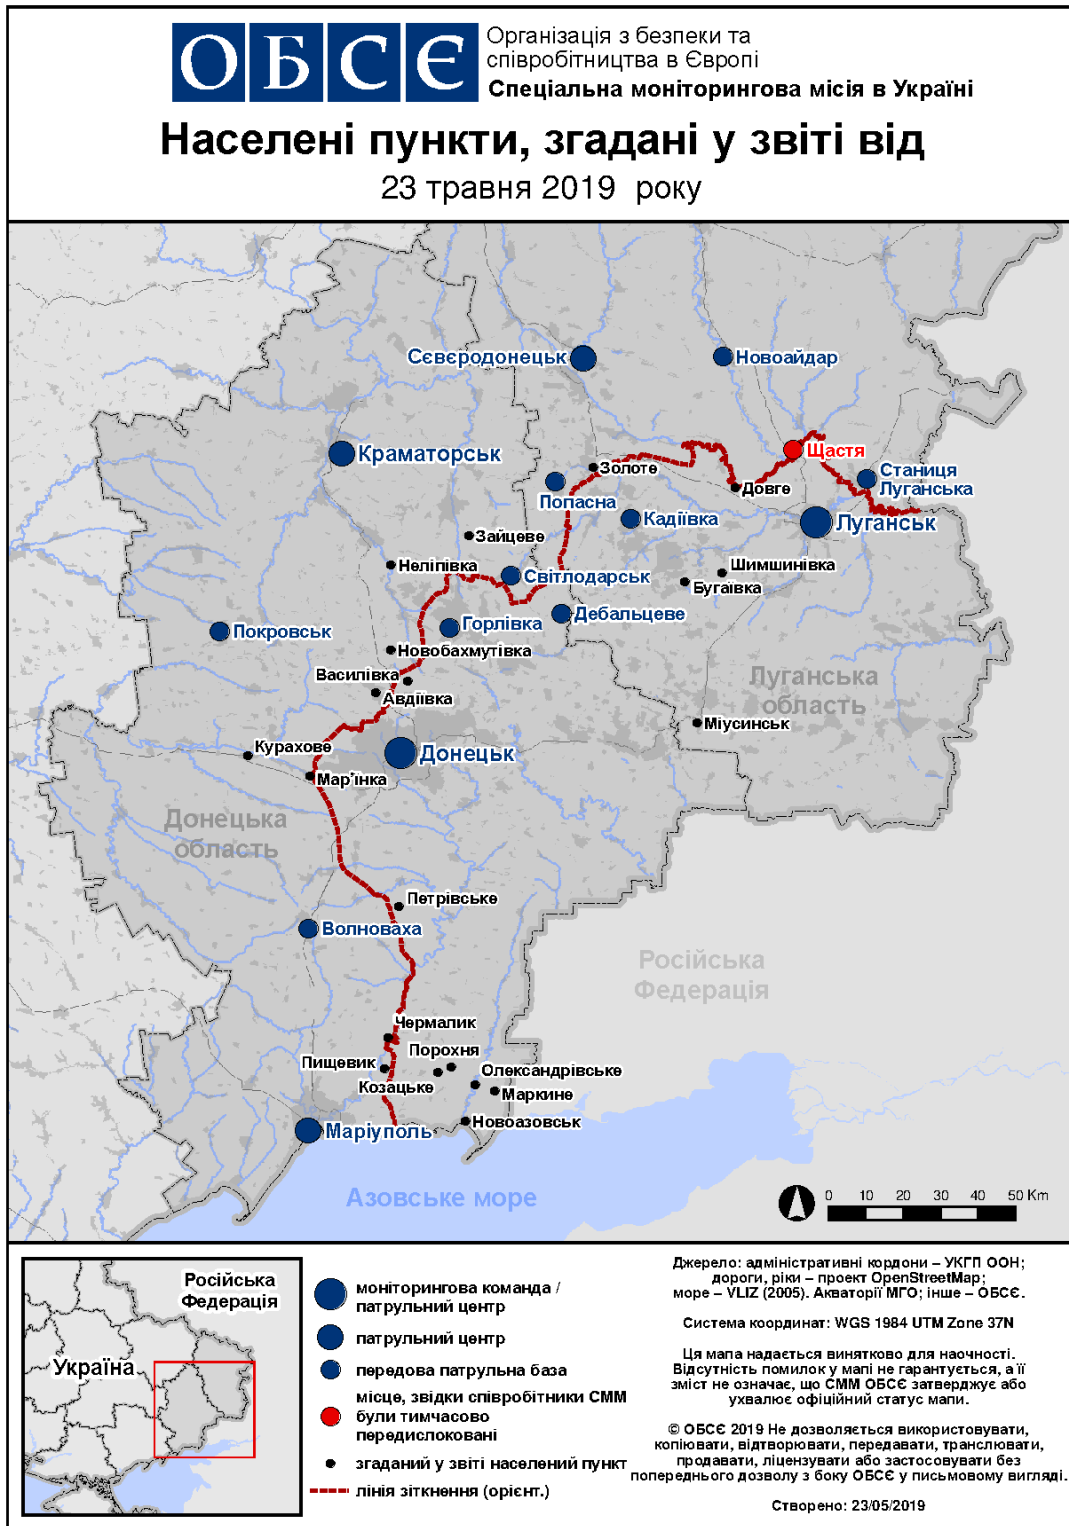 ОБСЄ
Організація з безпеки та
співробітництва в Європі
Спеціальна моніторингова місія в Україні
Населені пункти, згадані у звіті від
23 травня 2019 року
Сєвєродонецьк
Новоайдар
Краматорськ
Щастя
Золоте
Станиця
Луганська
Попасна
Довге
Кадіївка
Луганськ
Зайцеве
Неліпівка
Світлодарськ
Шимшинівка
Бугаївка
Дебальцеве
Покровськ
Горлівка
Новобахмутівка
Василівка
Авдіївка
Луганська
область
Міусинськ
Курахове
Донецьк
Мар'їнка
Донецька
область
Петрівське
Волноваха
Російська
Федерація
Чермалик
Пищевик
Порохня
Козацьке
Олександрівське
Маркине
Новоазовськ
Маріуполь
Азовське море
0 10 20 30 40 50 Km
Російська
Федерація
Україна
моніторингова команда /
патрульний центр
патрульний центр
передова патрульна база
місце, звідки співробітники СММ
були тимчасово
передислоковані
згаданий у звіті населений пункт
лінія зіткнення (орієнт.)
Джерело: адміністративні кордони – УКГП ООН;
дороги, ріки – проект OpenStreetMap;
море – VLIZ (2005). Акваторії МГО; інше – ОБСЄ.
Система координат: WGS 1984 UTM Zone 37N
Ця мапа надається винятково для наочності.
Відсутність помилок у мапі не гарантується, а її
зміст не означає, що СММ ОБСЄ затверджує або
ухвалює офіційний статус мапи.
© ОБСЄ 2019 Не дозволяється використовувати,
копіювати, відтворювати, передавати, транслювати,
продавати, ліцензувати або застосовувати без
попереднього дозволу з боку ОБСЄ у письмовому вигляді.
Створено: 23/05/2019